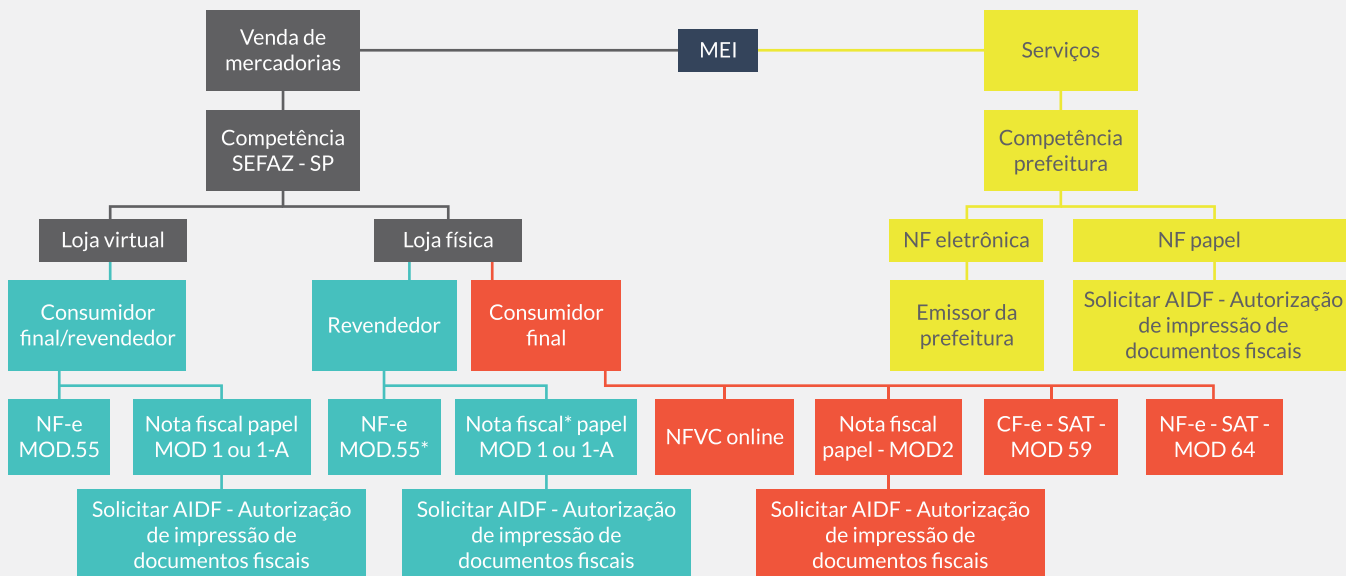 Venda de
mercadorias
MEI
Serviços
Competência
SEFAZ - SP
Competência
prefeitura
Loja virtual
Loja física
NF eletrônica
NF papel
Consumidor
final/revendedor
Revendedor
Consumidor
final
Emissor da
prefeitura
Solicitar AIDF - Autorização
de impressão de
documentos fiscais
NF-e
MOD.55
Nota fiscal papel
MOD 1 ou 1-A
NF-e
MOD.55*
Nota fiscal* papel
MOD 1 ou 1-A
NFVC online
Nota fiscal
papel - MOD2
CF-e - SAT -
MOD 59
NF-e - SAT -
MOD 64
Solicitar AIDF - Autorização
de impressão de
documentos fiscais
Solicitar AIDF - Autorização
de impressão de
documentos fiscais
Solicitar AIDF - Autorização
de impressão de
documentos fiscais